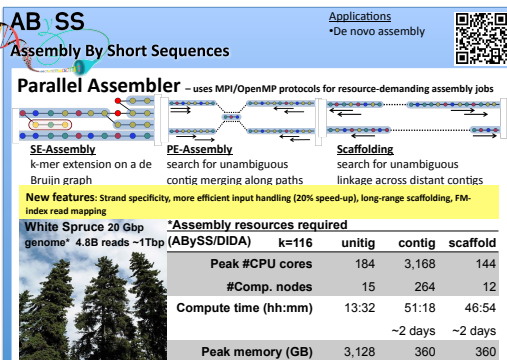 ABySS
Assembly By Short Sequences
Applications
•De novo assembly
Parallel Assembler – uses MPI/OpenMP protocols for resource-demanding assembly jobs
SE-Assembly
k-mer extension on a de
Bruijn graph
PE-Assembly
search for unambiguous
contig merging along paths
Scaffolding
search for unambiguous
linkage across distant contigs
New features: Strand specificity, more efficient input handling (20% speed-up), long-range scaffolding, FM-
index read mapping
White Spruce 20 Gbp
genome* 4.8B reads ~1Tbp
*Assembly resources required
(ABySS/DIDA) k=116 unitig contig scaffold
Peak #CPU cores 184 3,168 144
#Comp. nodes 15 264 12
Compute time (hh:mm) 13:32 51:18 46:54
~2 days ~2 days
Peak memory (GB) 3,128 360 360